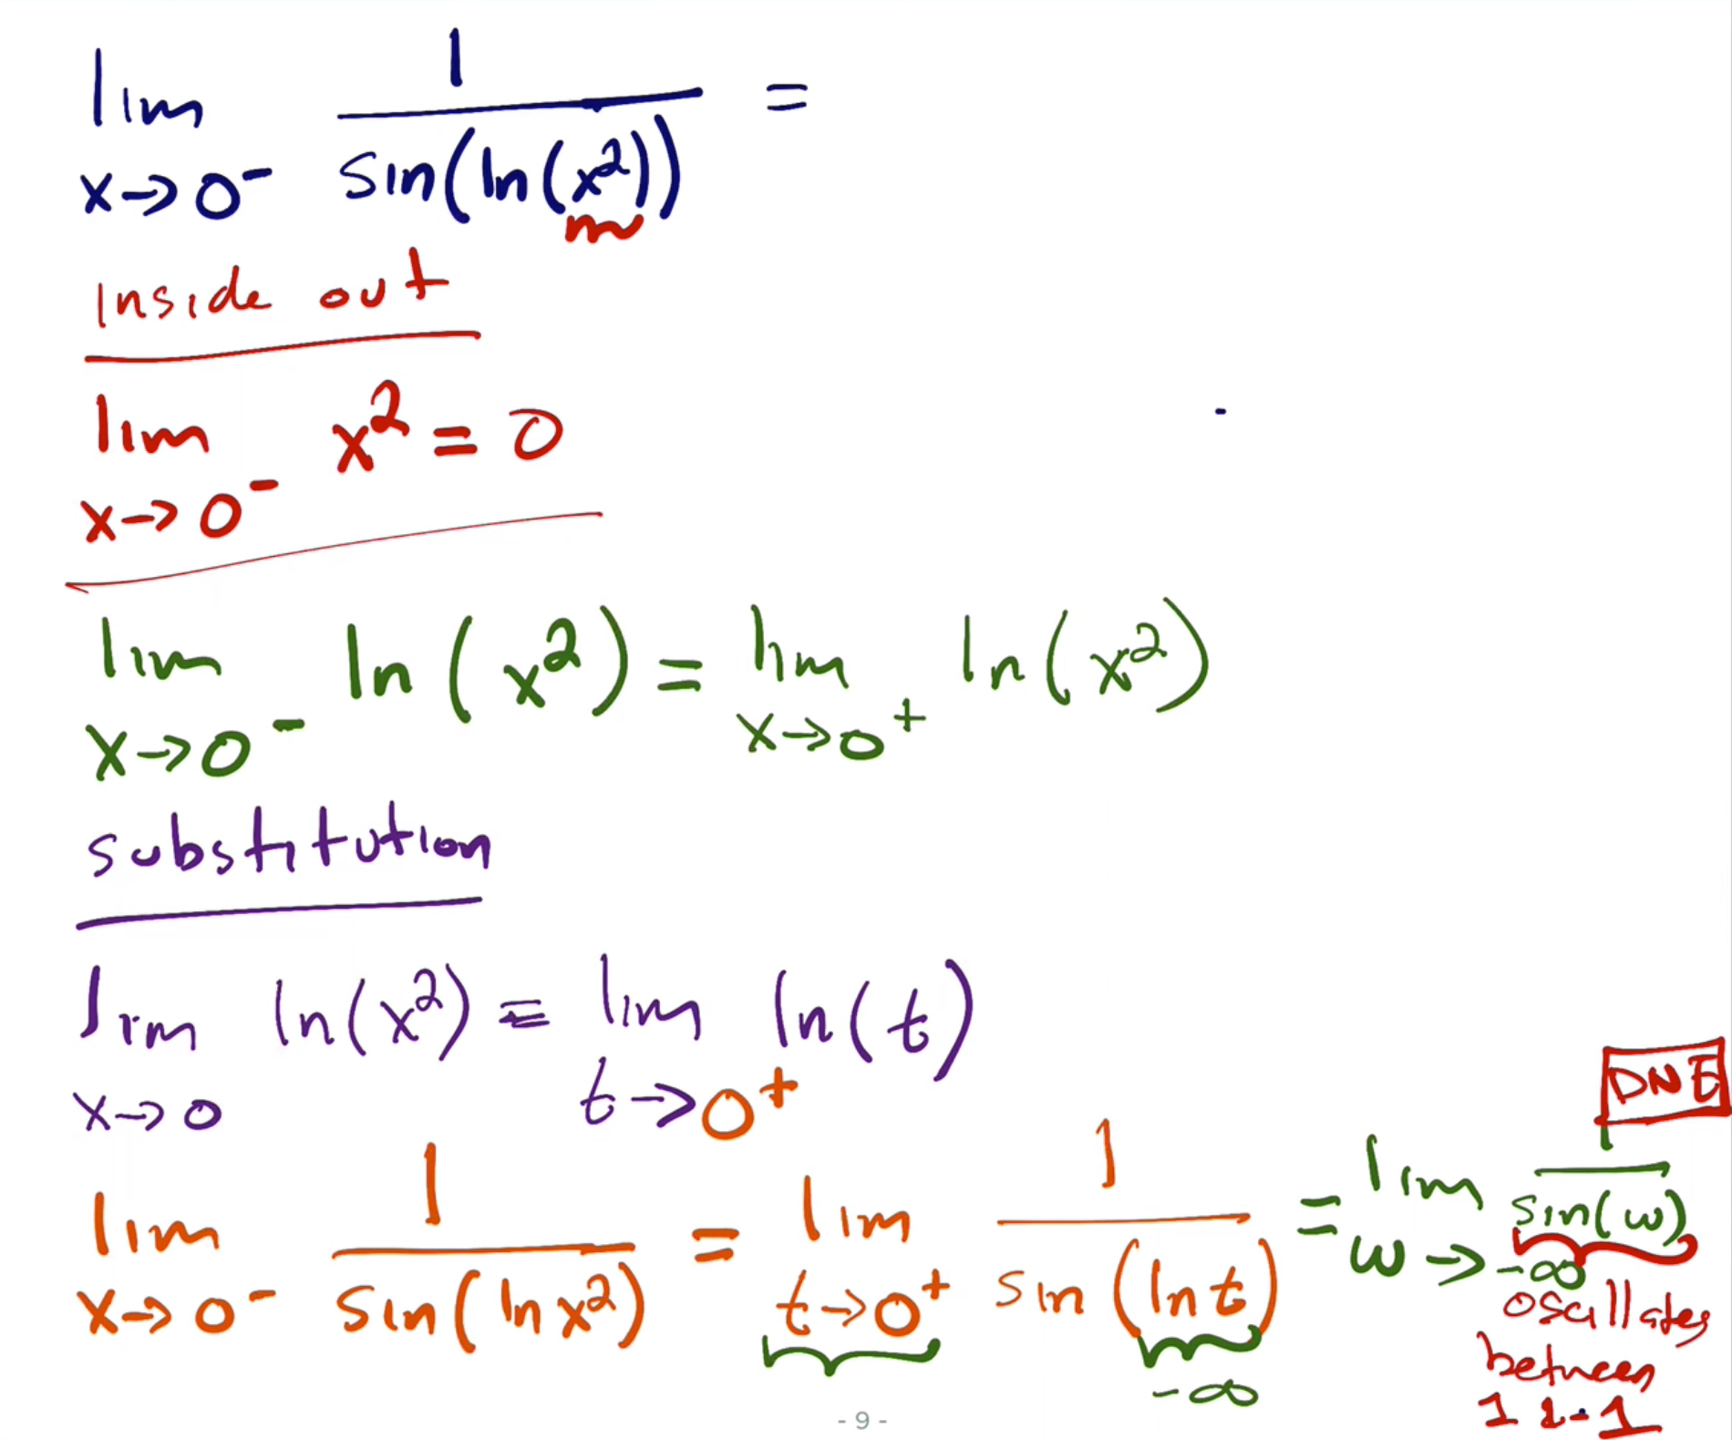 lim x→0⁻ 1/sin(ln(x²)) =
inside out
lim x→0⁻ x² = 0
lim x→0⁻ ln(x²) = lim x→0⁺ ln(x²)
substitution
lim x→0 ln(x²) = lim t→0⁺ ln(t)
lim x→0⁻ 1/sin(ln x²) = lim t→0⁺ 1/sin(ln t) = lim w→-∞ 1/sin(w)
DNE
-∞
oscillates
between
1 & -1
- 9 -